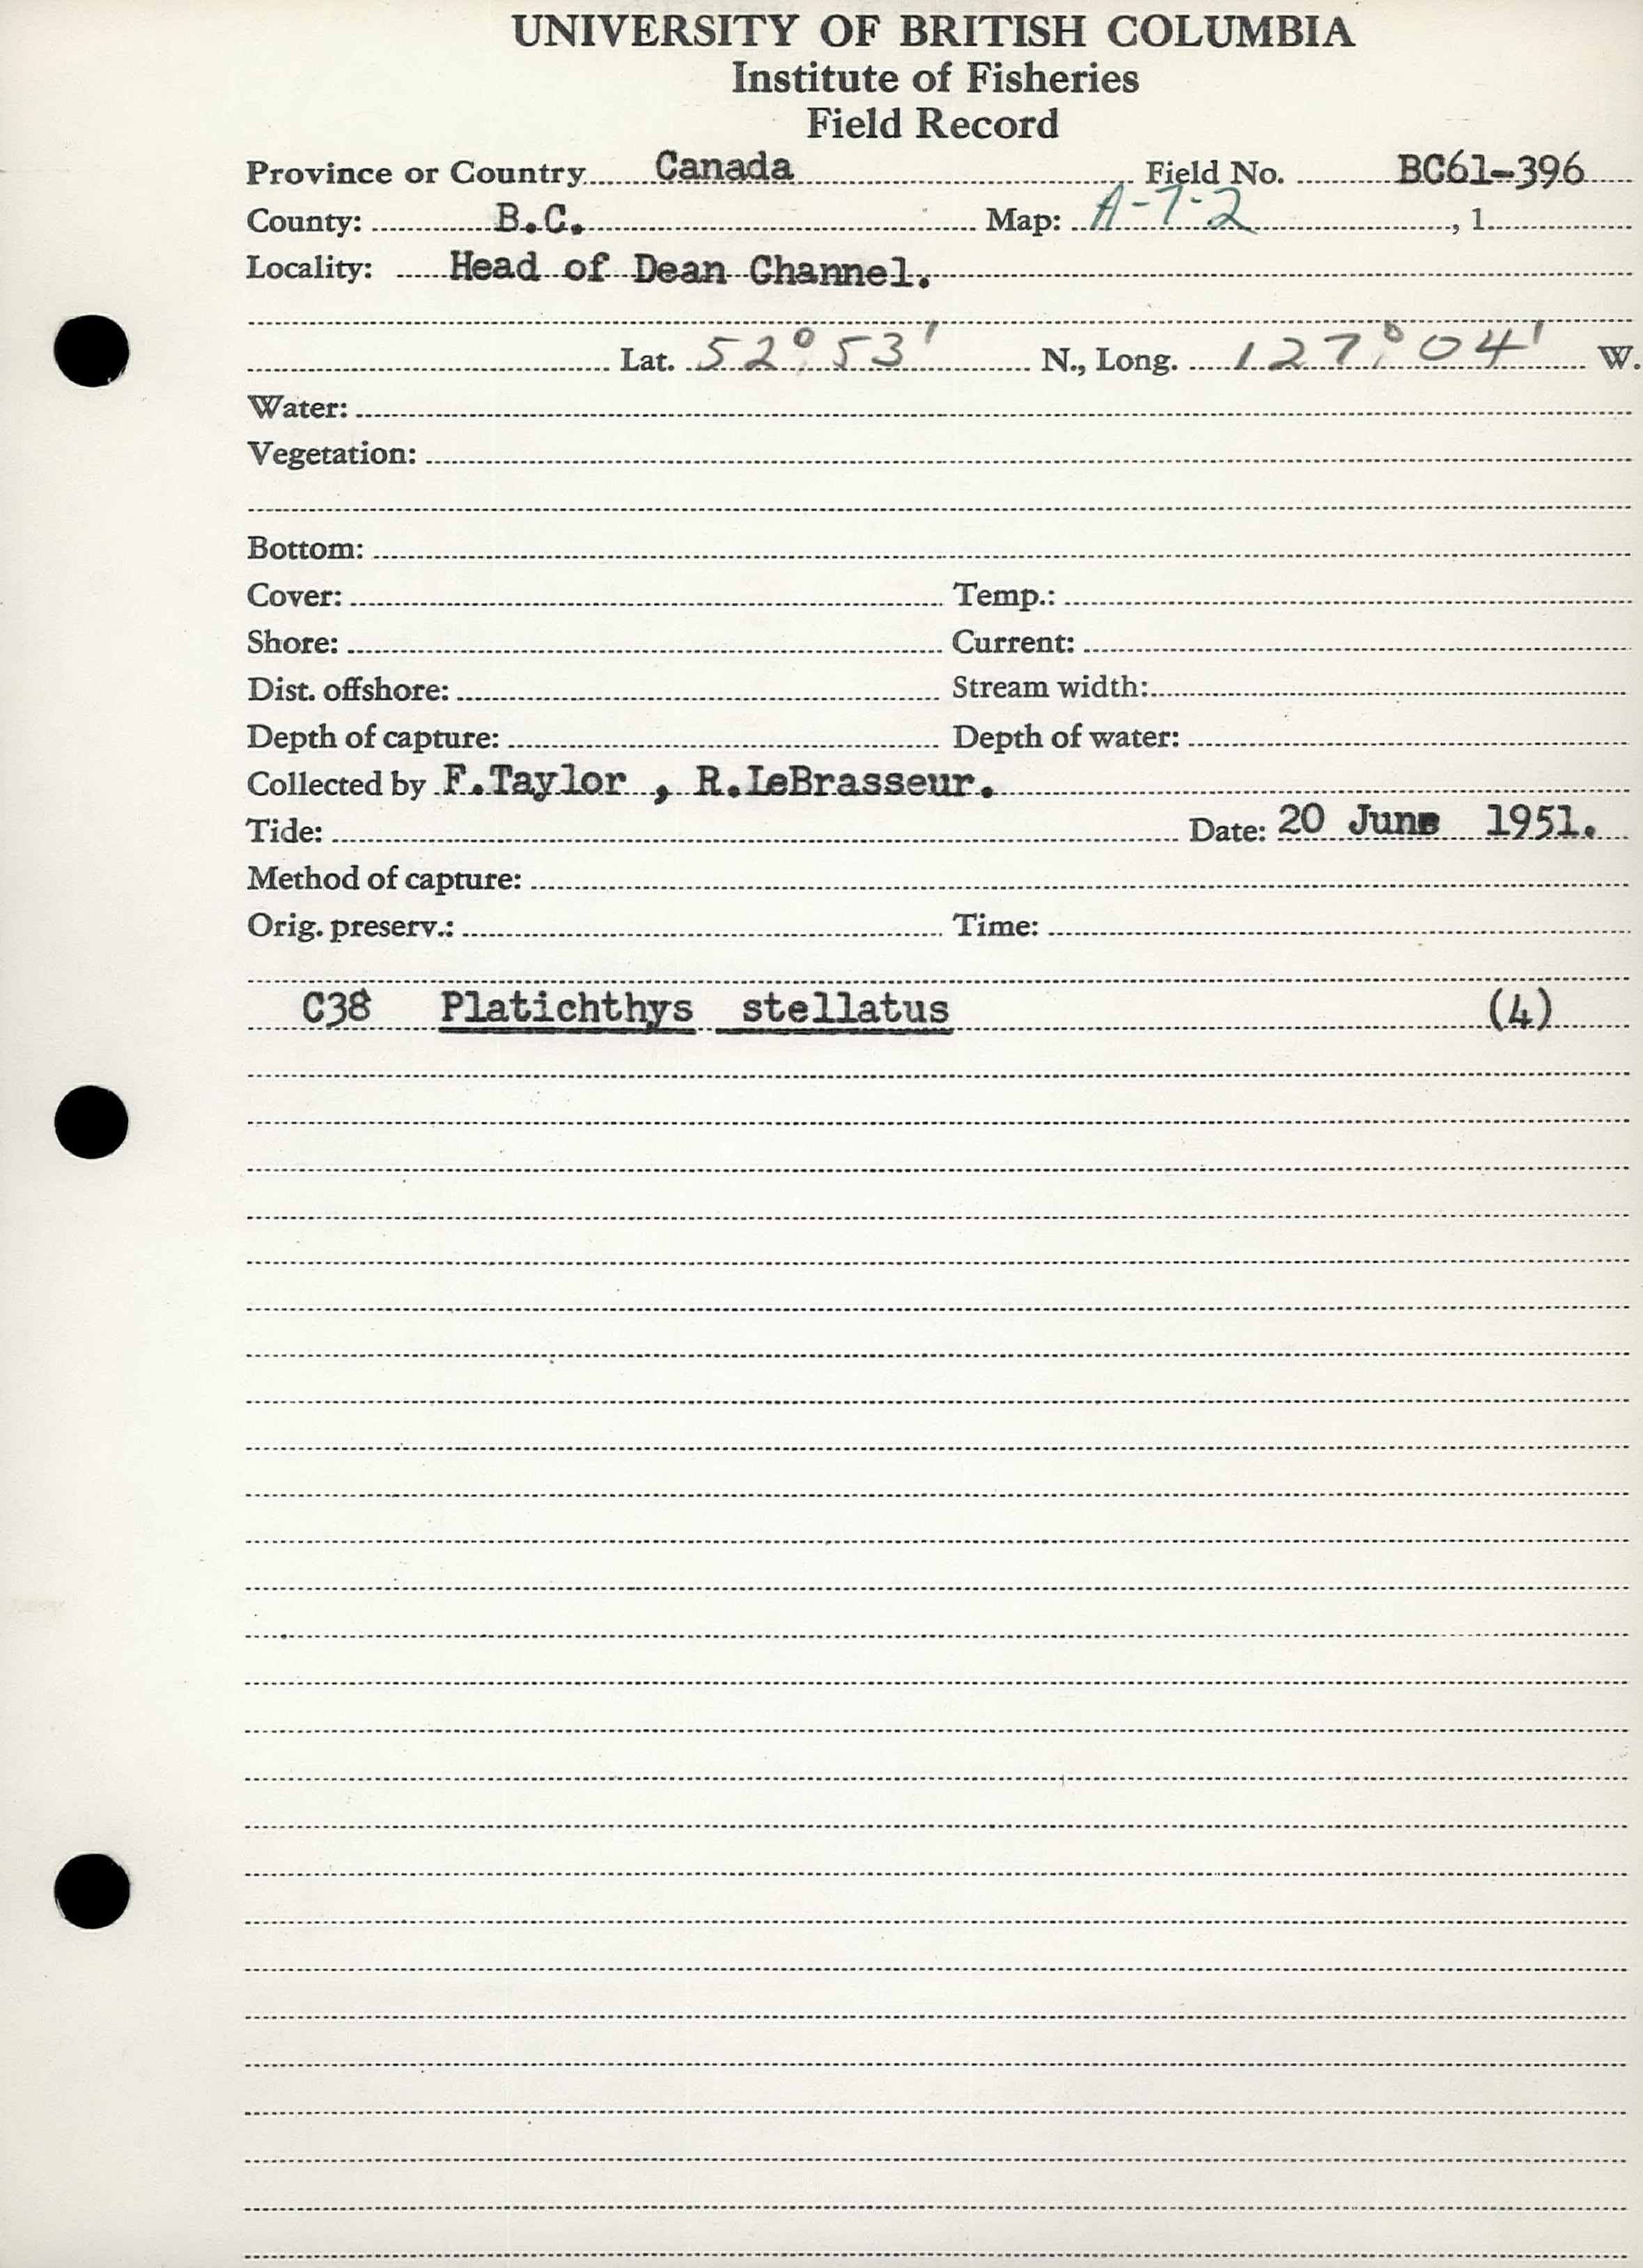 UNIVERSITY OF BRITISH COLUMBIA
Institute of Fisheries
Field Record
Province or Country Canada Field No. BC61-396
County: B.C. Map: A-7-2 , 1
Locality: Head of Dean Channel.
Lat. 52°53' N., Long. 127°04' W.
Water:
Vegetation:
Bottom:
Cover: Temp.:
Shore: Current:
Dist. offshore: Stream width:
Depth of capture: Depth of water:
Collected by F.Taylor , R.LeBrasseur.
Tide: Date: 20 June 1951.
Method of capture:
Orig. preserv.: Time:
C38 Platichthys stellatus (4)